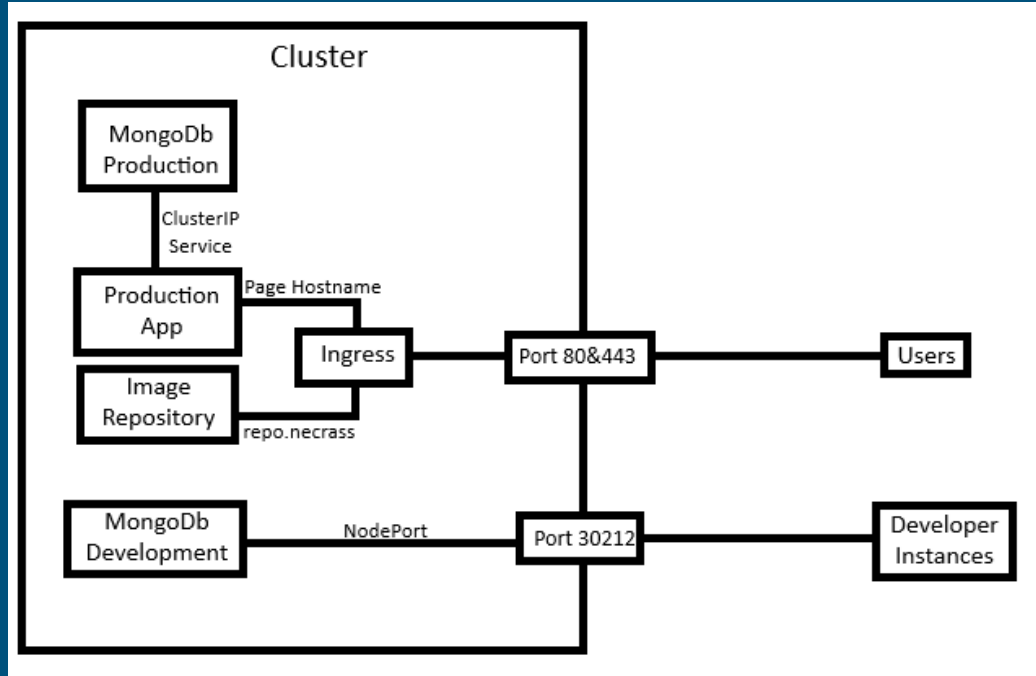 Cluster
MongoDb
Production
ClusterIP
Service
Production
App
Page Hostname
Ingress
Port 80&443
Users
Image
Repository
repo.necrass
MongoDb
Development
NodePort
Port 30212
Developer
Instances